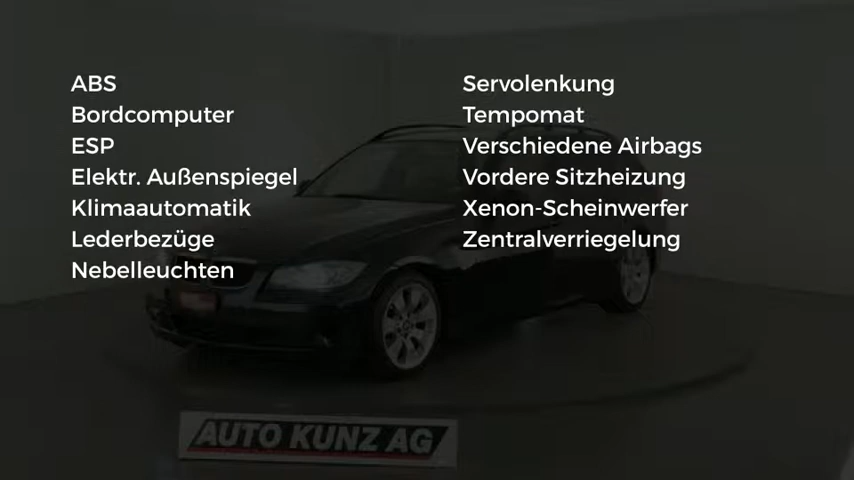 ABS
Bordcomputer
ESP
Elektr. Außenspiegel
Klimaautomatik
Lederbezüge
Nebelleuchten
Servolenkung
Tempomat
Verschiedene Airbags
Vordere Sitzheizung
Xenon-Scheinwerfer
Zentralverriegelung
AUTO KUNZ AG